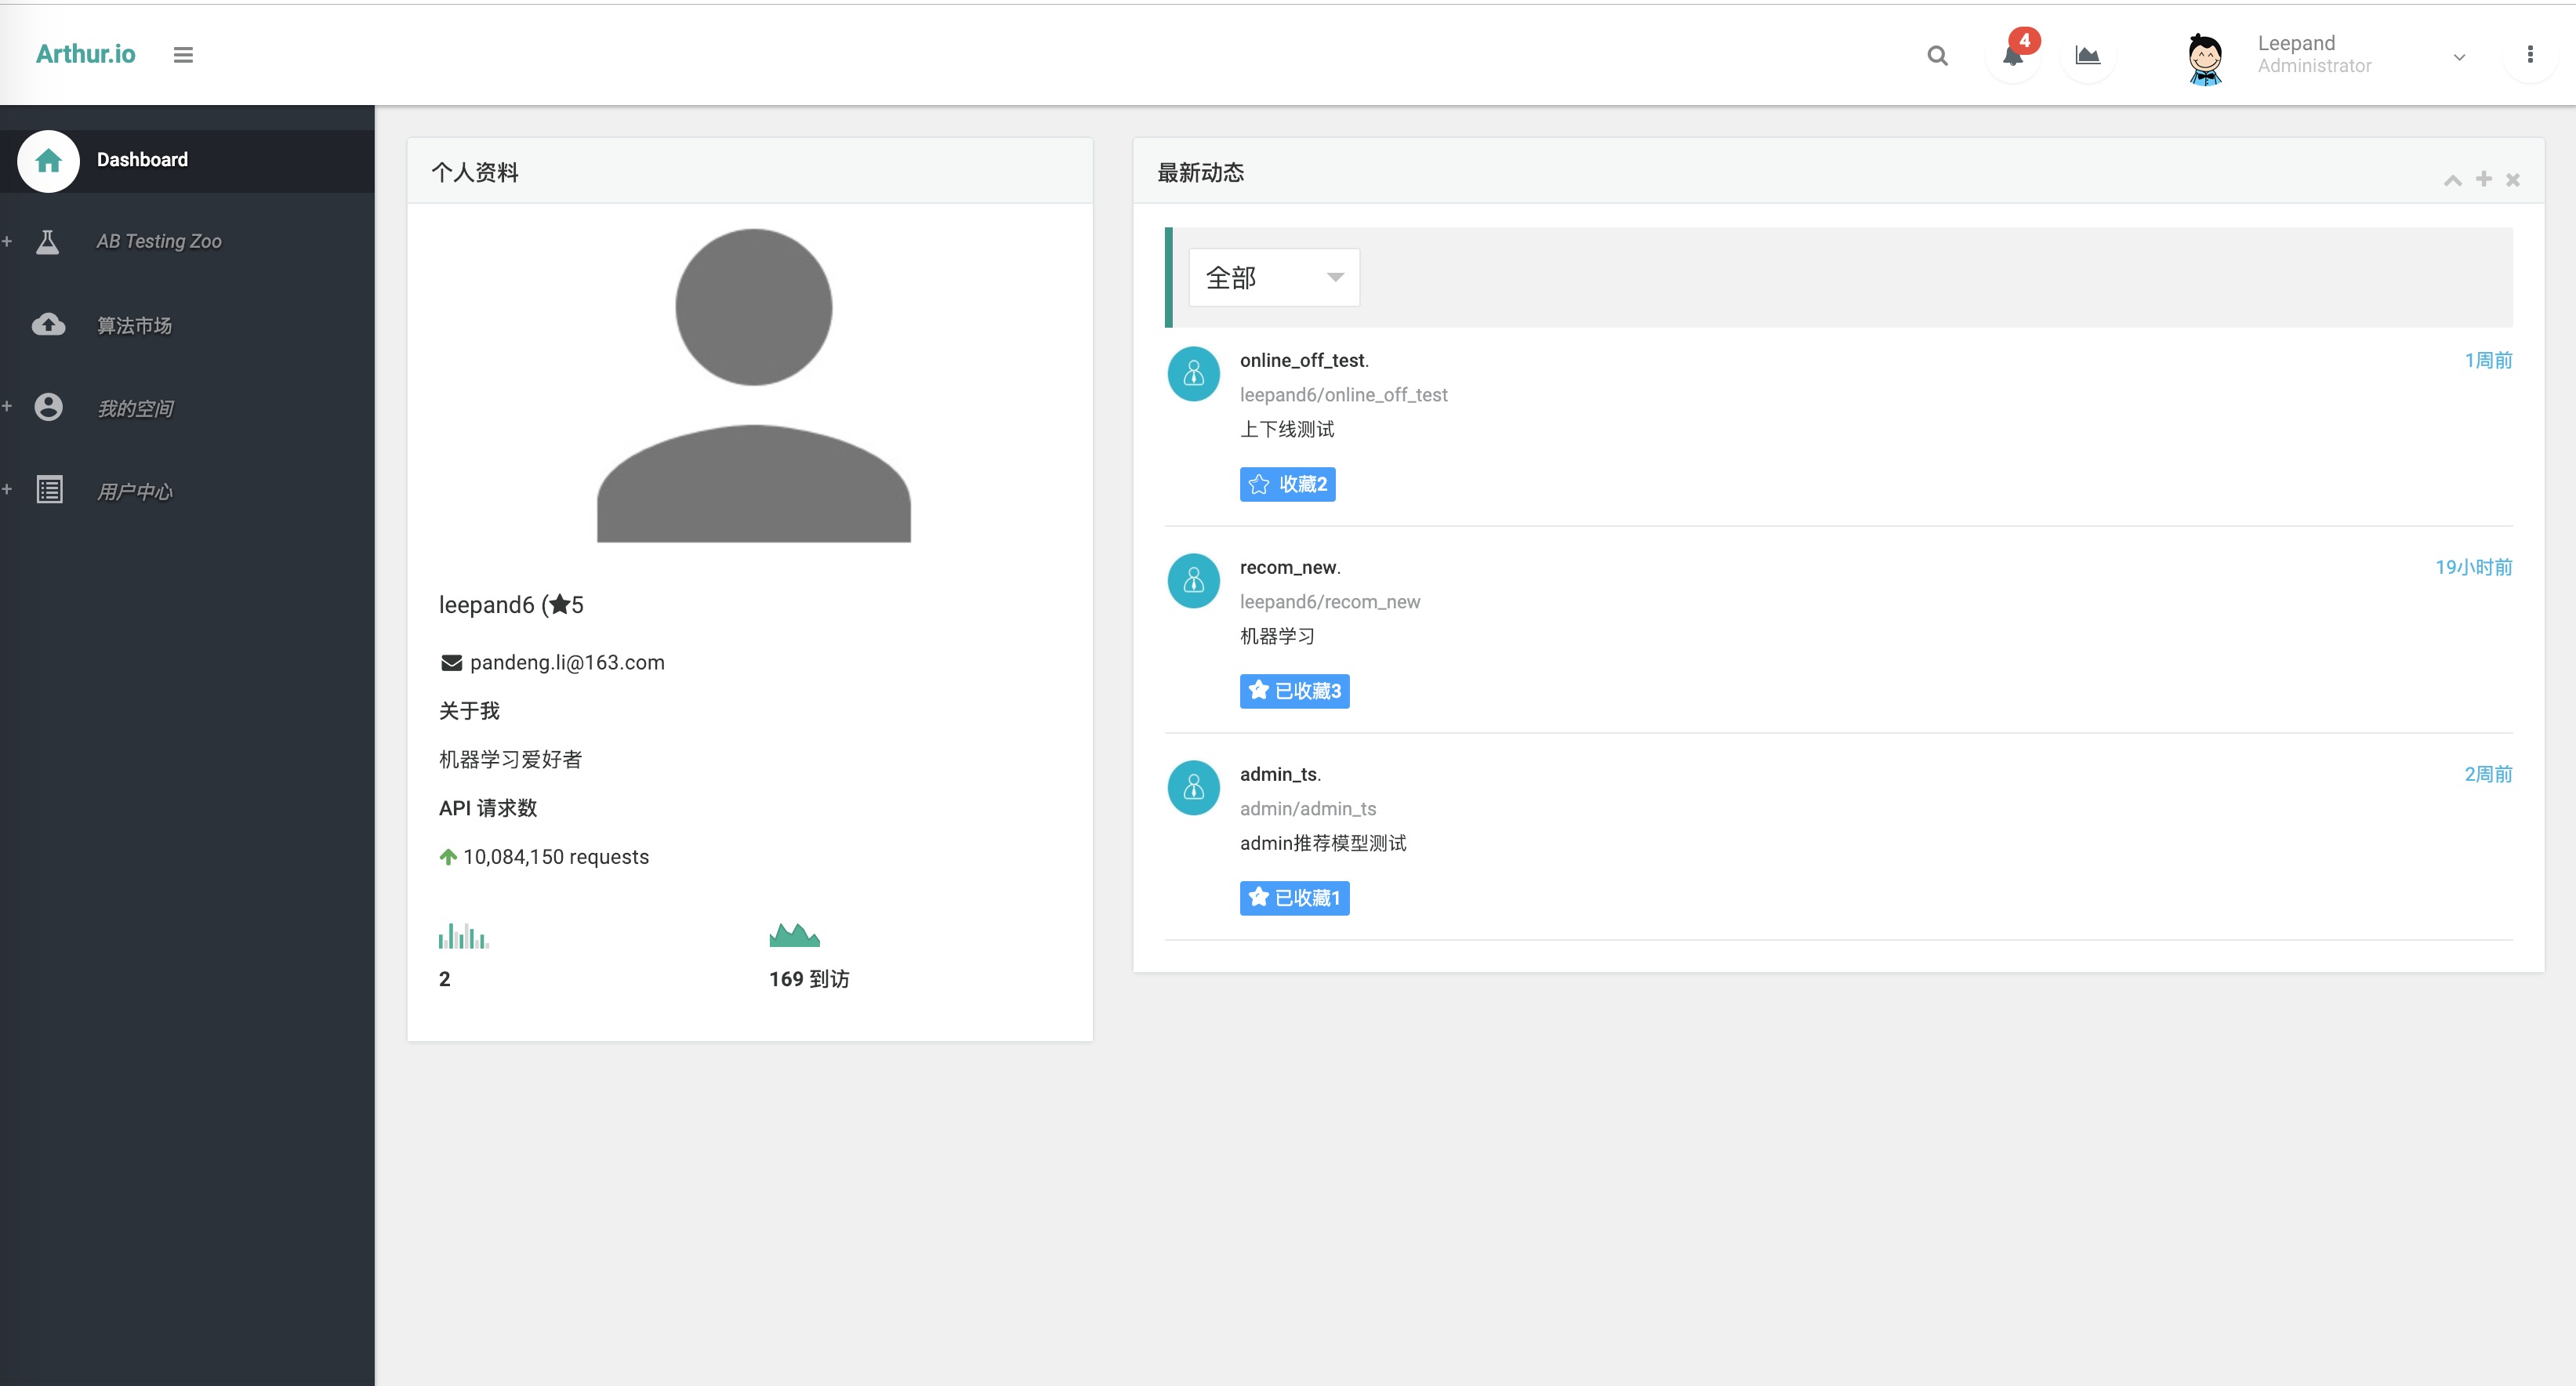 Arthur.io
4
Leepand
Administrator
Dashboard
AB Testing Zoo
算法市场
我的空间
用户中心
个人资料
leepand6 (★5
pandeng.li@163.com
关于我
机器学习爱好者
API 请求数
10,084,150 requests
2
169 到访
最新动态
全部
online_off_test.
1周前
leepand6/online_off_test
上下线测试
收藏2
recom_new.
19小时前
leepand6/recom_new
机器学习
已收藏3
admin_ts.
2周前
admin/admin_ts
admin推荐模型测试
已收藏1